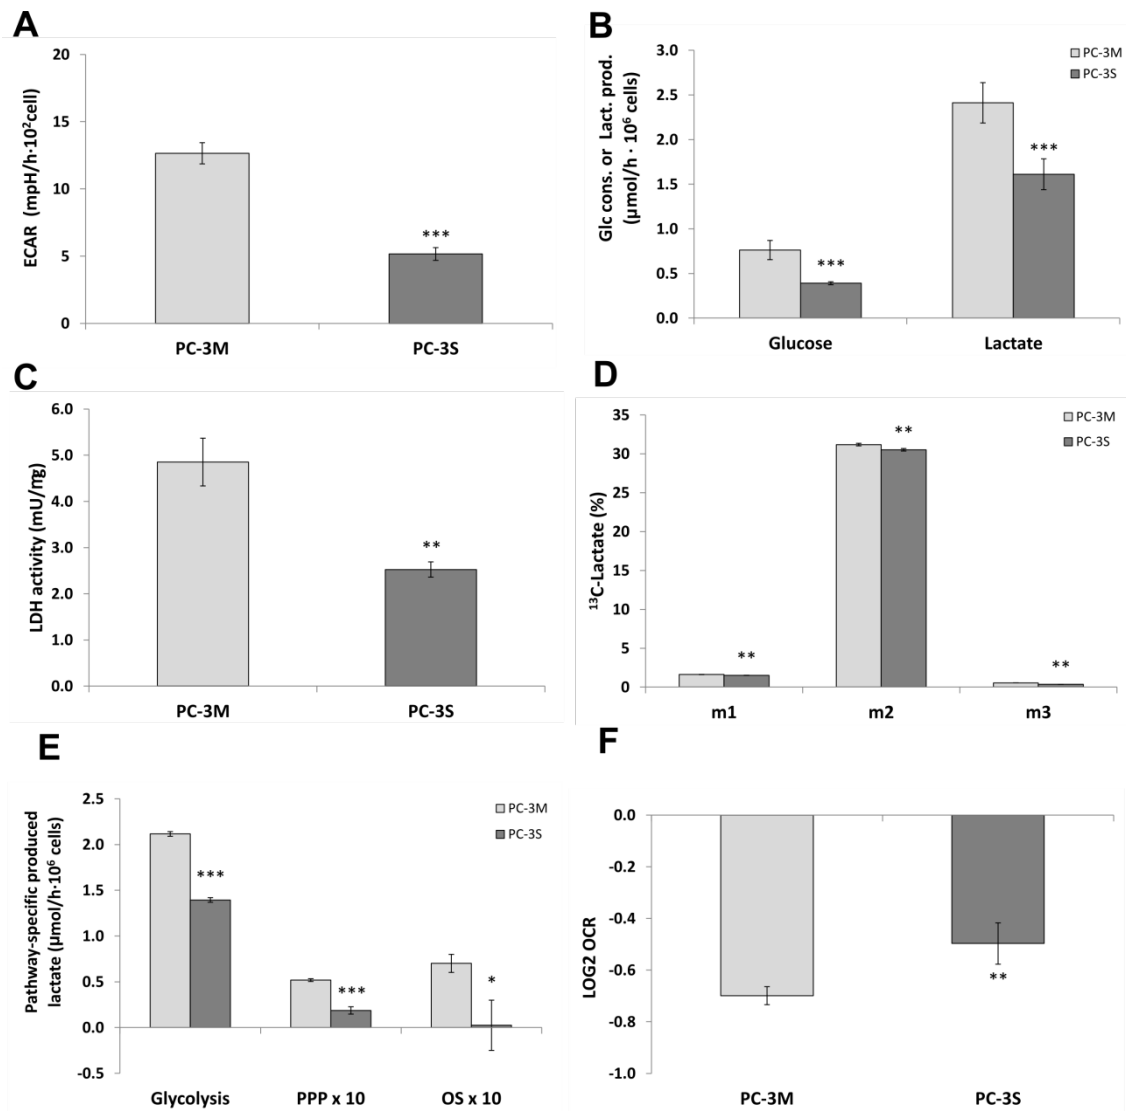 A
20
15
10
5
0
ECAR (mpH/h·10²cell)
***
PC-3M
PC-3S
B
3.0
2.5
2.0
1.5
1.0
0.5
0.0
Glc cons. or Lact. prod.
(µmol/h · 10⁶ cells)
PC-3M
PC-3S
***
***
Glucose
Lactate
C
6.0
5.0
4.0
3.0
2.0
1.0
0.0
LDH activity (mU/mg)
**
PC-3M
PC-3S
D
35
30
25
20
15
10
5
0
¹³C-Lactate (%)
PC-3M
PC-3S
**
**
**
m1
m2
m3
E
2.5
2.0
1.5
1.0
0.5
0.0
-0.5
Pathway-specific produced
lactate (µmol/h·10⁶ cells)
PC-3M
PC-3S
***
***
*
Glycolysis
PPP x 10
OS x 10
F
0.0
-0.2
-0.4
-0.6
-0.8
-1.0
LOG2 OCR
**
PC-3M
PC-3S